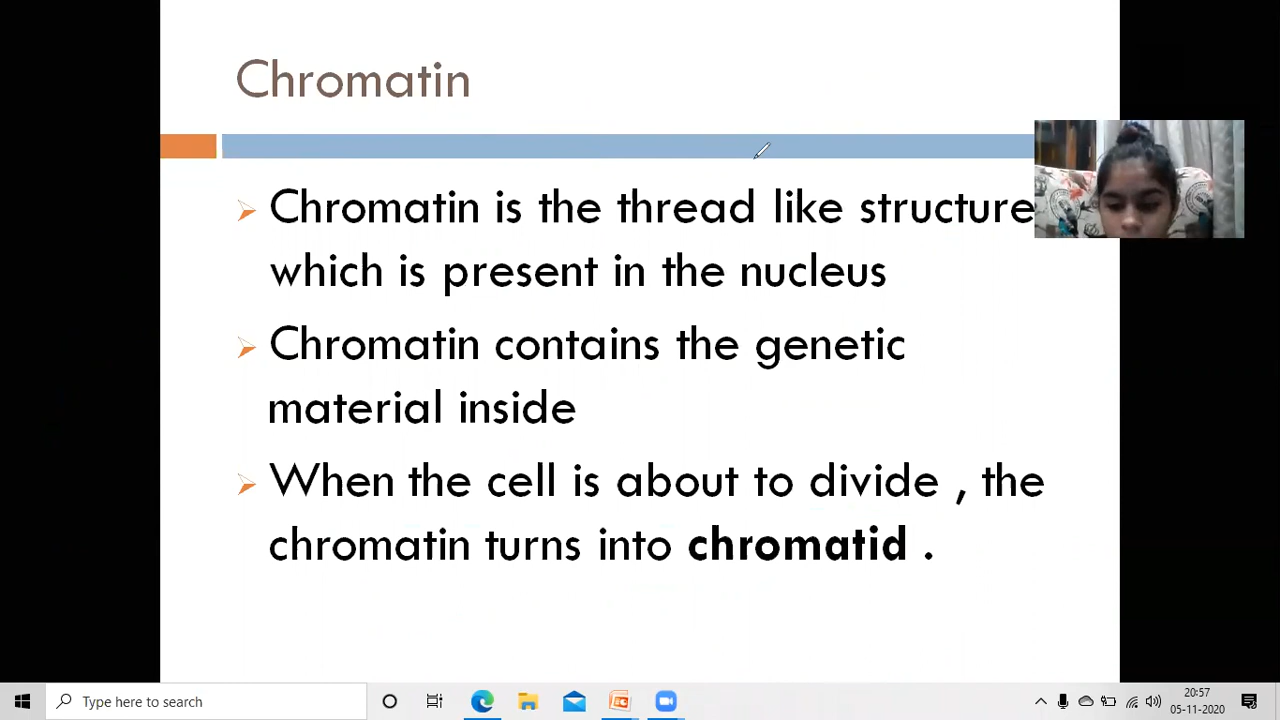 Chromatin
Chromatin is the thread like structure
which is present in the nucleus
Chromatin contains the genetic
material inside
When the cell is about to divide , the
chromatin turns into chromatid .
Type here to search
20:57
05-11-2020